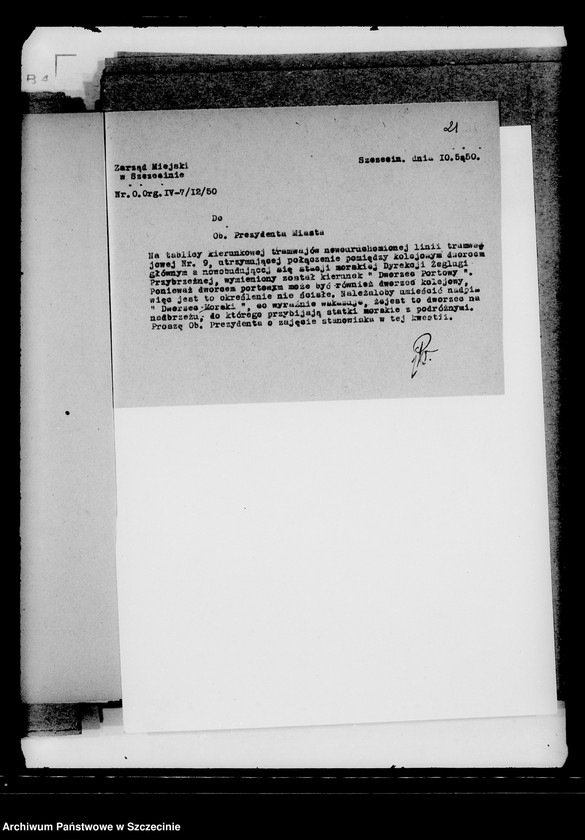 21
Zarząd Miejski
w Szczecinie
Szczecin. dnia 10.5.50.
Nr.O.Org.IV-7/12/50
Do
Ob. Prezydenta Miasta
Na tablicy kierunkowej tramwajów nowouruchomionej linii tramwa
jowej Nr. 9, utrzymującej połączenie pomiędzy kolejowym dworcem
Głównym a nowobudującej się stacji morskiej Dyrekcji Żeglugi
Przybrzeżnej, wymieniony został kierunek " Dworzec Portowy ".
Ponieważ dworcem portowym może być również dworzec kolejowy,
więc jest to określenie nie ścisłe. Należałoby umieścić nadpis
" Dworzec Morski ", co wyraźnie wskazuje, żejest to dworzec na
nadbrzeżu, do którego przybijają statki morskie z podróżnymi.
Proszę Ob. Prezydenta o zajęcie stanowiska w tej kwestii.
Archiwum Państwowe w Szczecinie